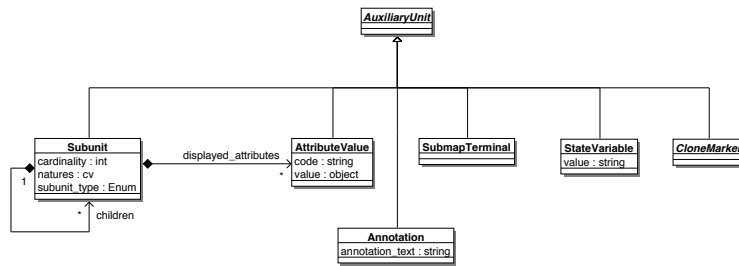 AuxiliaryUnit
Subunit
cardinality : int
natures : cv
subunit_type : Enum
1
* children
displayed_attributes
*
AttributeValue
code : string
value : object
SubmapTerminal
StateVariable
value : string
CloneMarker
Annotation
annotation_text : string